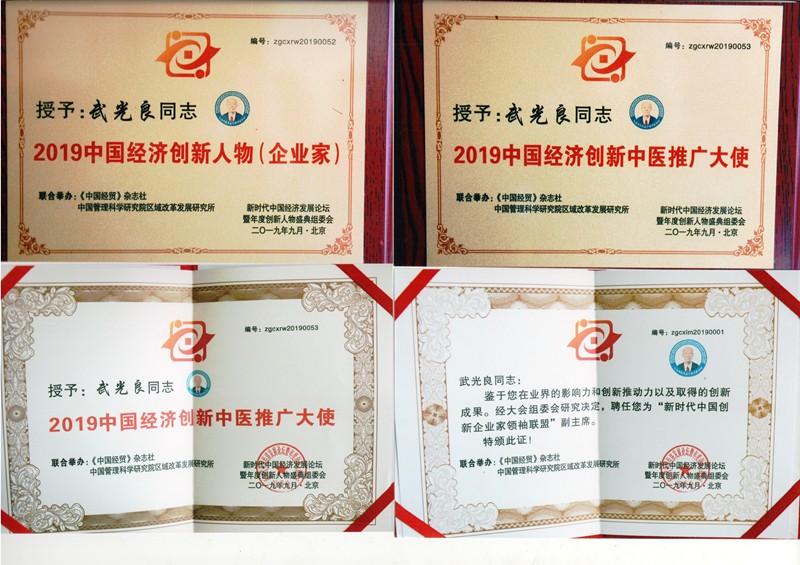 编号：zgcxrw20190052
授予：武光良同志
2019中国经济创新人物（企业家）
联合举办：《中国经贸》杂志社
中国管理科学研究院区域改革发展研究所
新时代中国经济发展论坛
暨年度创新人物盛典组委会
二〇一九年九月·北京
编号：zgcxrw20190053
授予：武光良同志
2019中国经济创新中医推广大使
联合举办：《中国经贸》杂志社
中国管理科学研究院区域改革发展研究所
新时代中国经济发展论坛
暨年度创新人物盛典组委会
二〇一九年九月·北京
编号：zgcxrw20190053
授予：武光良同志
2019中国经济创新中医推广大使
联合举办：《中国经贸》杂志社
中国管理科学研究院区域改革发展研究所
新时代中国经济发展论坛
暨年度创新人物盛典组委会
二〇一九年九月·北京
编号：zgcxlm20190001
武光良同志：
鉴于您在业界的影响力和创新推动力以及取得的创新
成果。经大会组委会研究决定，聘任您为“新时代中国创
新企业家领袖联盟”副主席。
特颁此证！
联合举办：《中国经贸》杂志社
中国管理科学研究院区域改革发展研究所
新时代中国经济发展论坛
暨年度创新人物盛典组委会
二〇一九年九月·北京